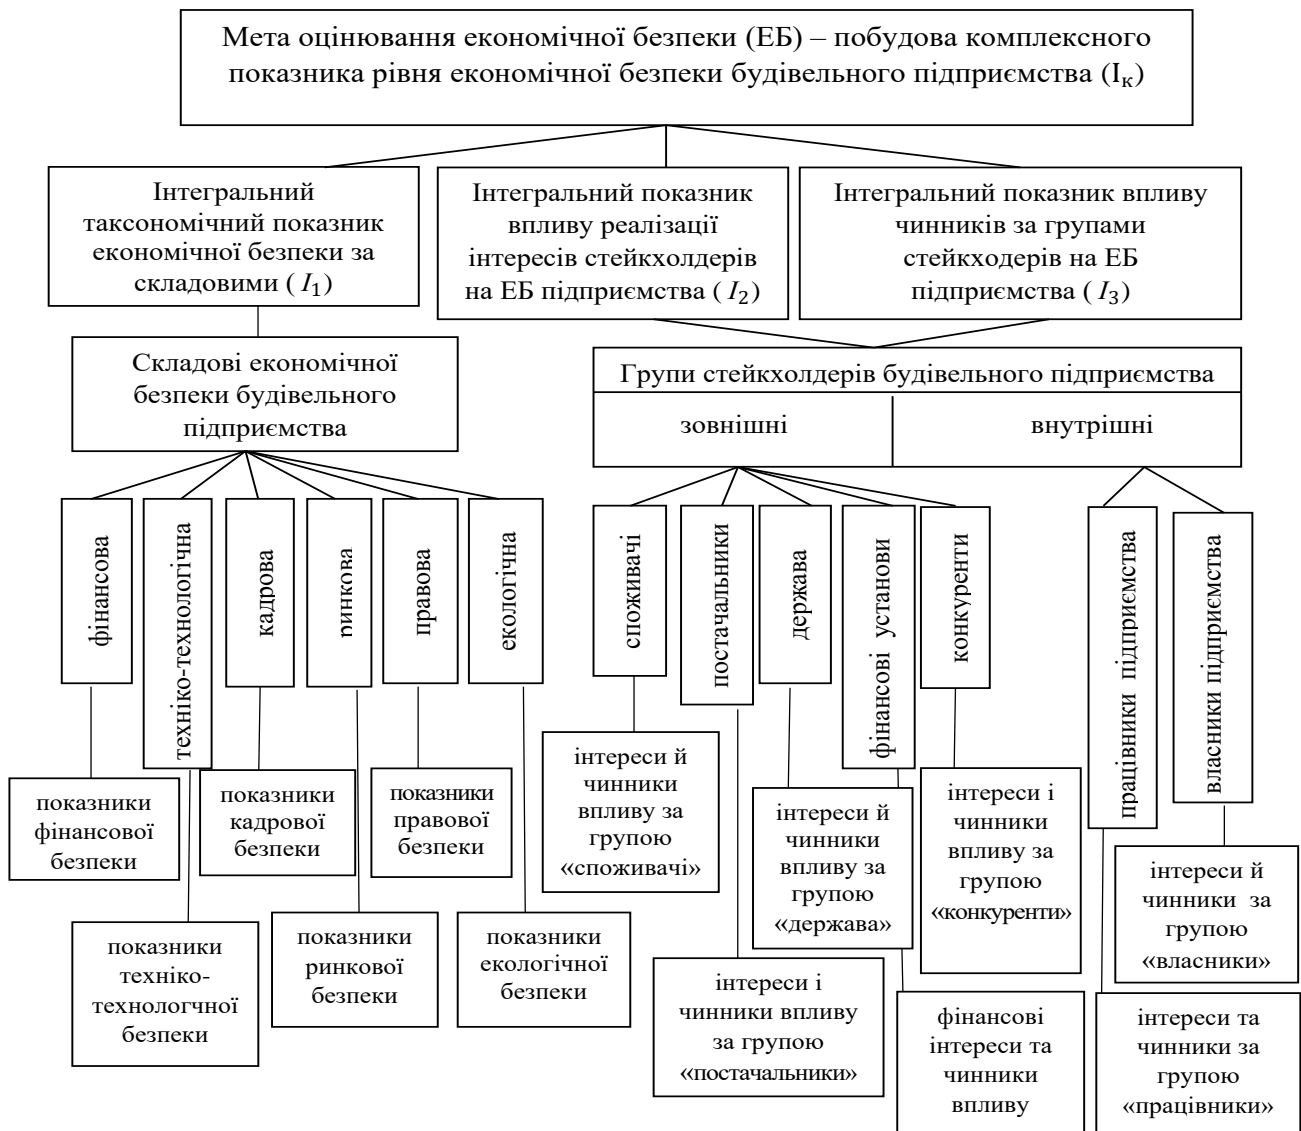 Мета оцінювання економічної безпеки (ЕБ) – побудова комплексного
показника рівня економічної безпеки будівельного підприємства (Iк)
Інтегральний
таксономічний показник
економічної безпеки за
складовими ( I1)
Інтегральний показник
впливу реалізації
інтересів стейкхолдерів
на ЕБ підприємства ( I2)
Інтегральний показник впливу
чинників за групами
стейкходерів на ЕБ
підприємства ( I3)
Складові економічної
безпеки будівельного
підприємства
Групи стейкхолдерів будівельного підприємства
зовнішні
внутрішні
фінансова
техніко-технологічна
кадрова
ринкова
правова
екологічна
споживачі
постачальники
держава
фінансові установи
конкуренти
працівники підприємства
власники підприємства
показники
фінансової
безпеки
показники
кадрової
безпеки
показники
правової
безпеки
показники
техніко-
технологчної
безпеки
показники
ринкової
безпеки
показники
екологічної
безпеки
інтереси й
чинники
впливу за
групою
«споживачі»
інтереси й
чинники
впливу за
групою
«держава»
інтереси і
чинники
впливу за
групою
«конкуренти»
інтереси й
чинники за
групою
«власники»
інтереси і
чинники впливу
за групою
«постачальники»
фінансові
інтереси та
чинники
впливу
інтереси та
чинники за
групою
«працівники»